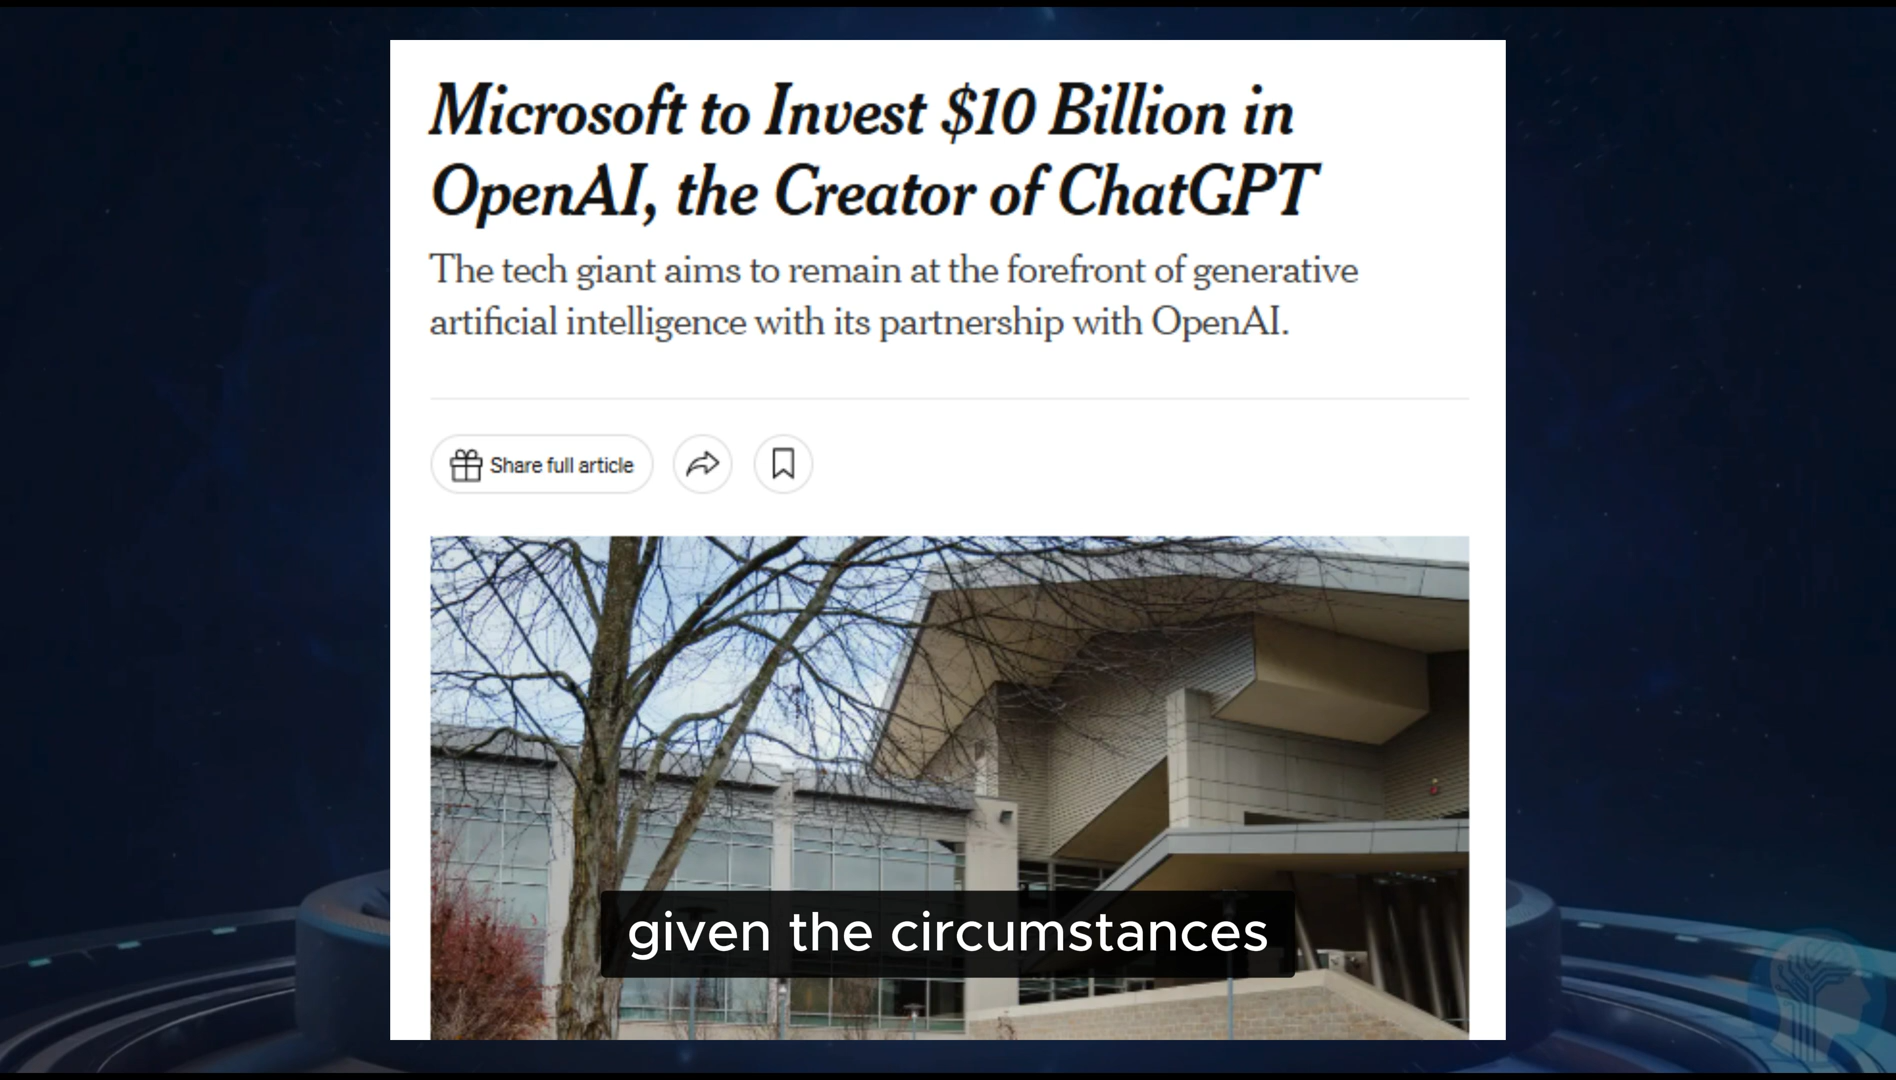 Microsoft to Invest $10 Billion in
OpenAI, the Creator of ChatGPT
The tech giant aims to remain at the forefront of generative
artificial intelligence with its partnership with OpenAI.
Share full article
given the circumstances